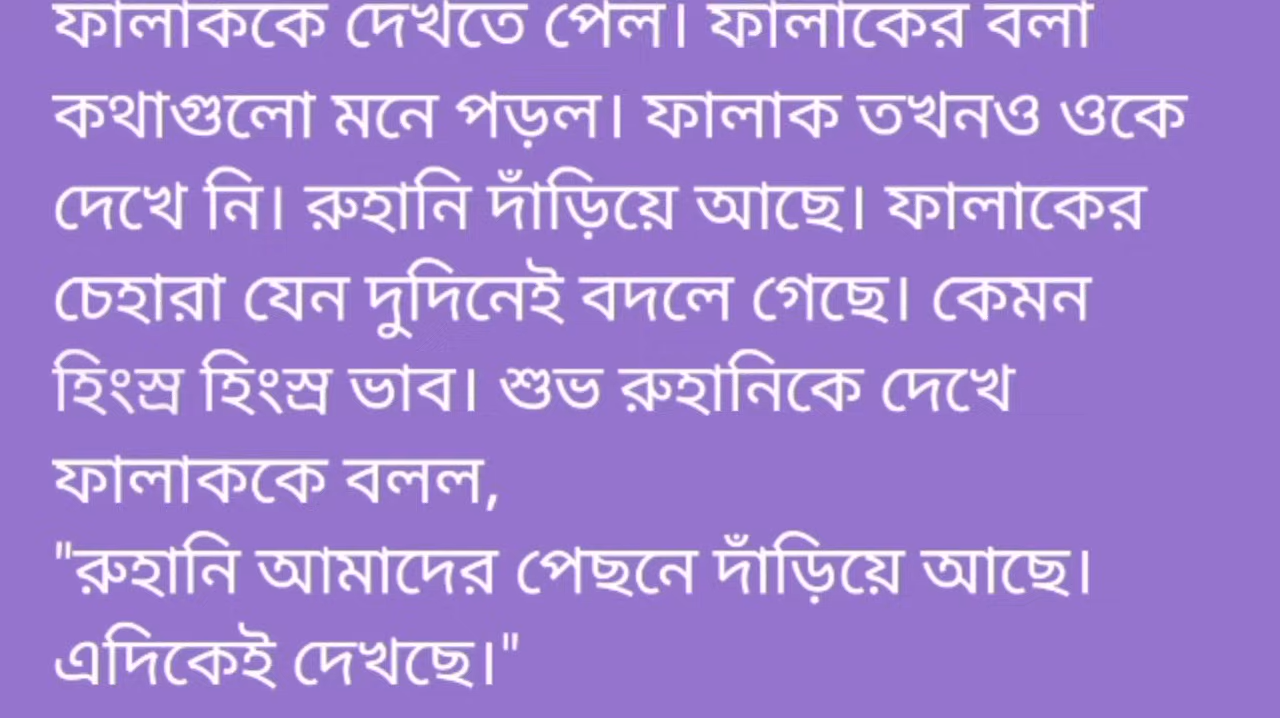 ফালাককে দেখতে পেল। ফালাকের বলা
কথাগুলো মনে পড়ল। ফালাক তখনও ওকে
দেখে নি। রুহানি দাঁড়িয়ে আছে। ফালাকের
চেহারা যেন দুদিনেই বদলে গেছে। কেমন
হিংস্র হিংস্র ভাব। শুভ রুহানিকে দেখে
ফালাককে বলল,
"রুহানি আমাদের পেছনে দাঁড়িয়ে আছে।
এদিকেই দেখছে।"